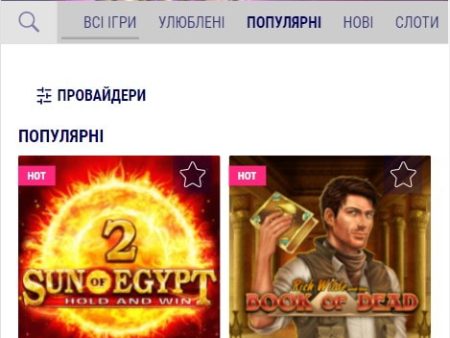 ВСІ ІГРИ УЛЮБЛЕНІ ПОПУЛЯРНІ НОВІ СЛОТИ
ПРОВАЙДЕРИ
ПОПУЛЯРНІ
HOT
2
SUN OF EGYPT
HOLD AND WIN
HOT
Rich Wilde and the
BOOK OF DEAD